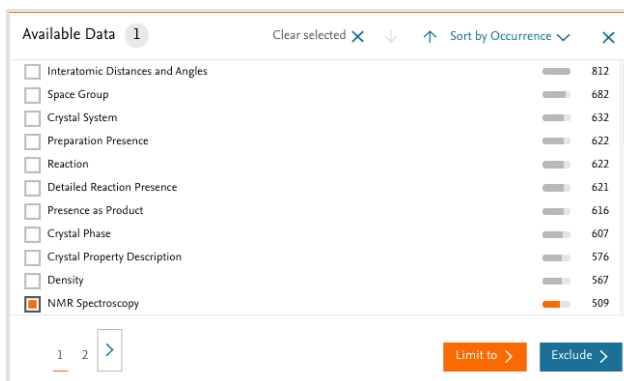 Available Data 1 Clear selected Sort by Occurrence
Interatomic Distances and Angles 812
Space Group 682
Crystal System 632
Preparation Presence 622
Reaction 622
Detailed Reaction Presence 621
Presence as Product 616
Crystal Phase 607
Crystal Property Description 576
Density 567
NMR Spectroscopy 509
1 2 Limit to Exclude